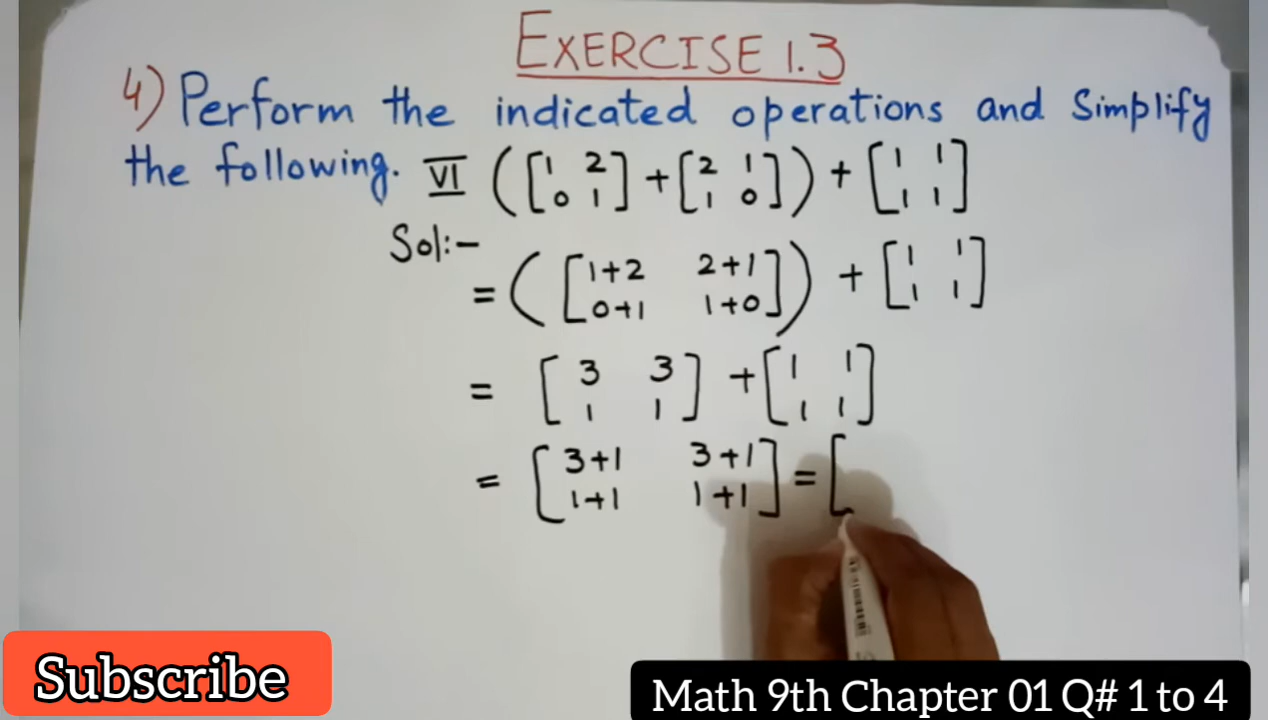 EXERCISE 1.3
4) Perform the indicated operations and Simplify
the following. VI ([1 2 0 1] + [2 1 1 0]) + [1 1 1 1]
Sol:-
= ([1+2 2+1 0+1 1+0]) + [1 1 1 1]
= [3 3 1 1] + [1 1 1 1]
= [3+1 3+1 1+1 1+1] = [
Subscribe
Math 9th Chapter 01 Q# 1 to 4